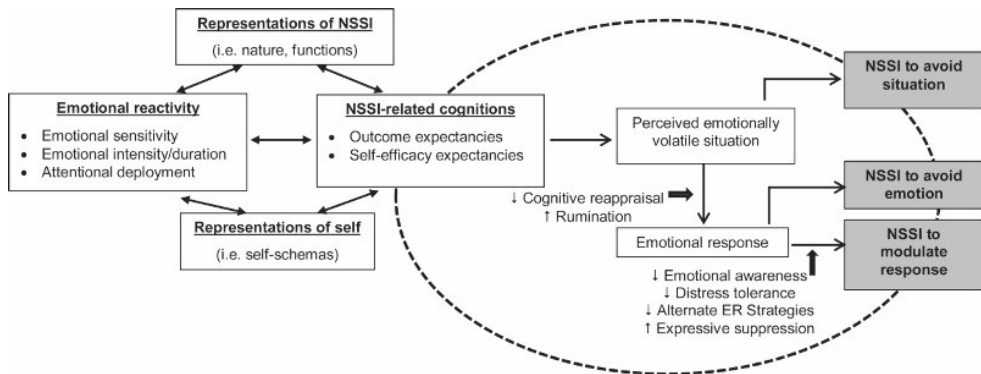 Representations of NSSI
(i.e. nature, functions)
Emotional reactivity
• Emotional sensitivity
• Emotional intensity/duration
• Attentional deployment
NSSI-related cognitions
• Outcome expectancies
• Self-efficacy expectancies
Representations of self
(i.e. self-schemas)
Perceived emotionally
volatile situation
↓ Cognitive reappraisal
↑ Rumination
Emotional response
↓ Emotional awareness
↓ Distress tolerance
↓ Alternate ER Strategies
↑ Expressive suppression
NSSI to avoid
situation
NSSI to avoid
emotion
NSSI to
modulate
response